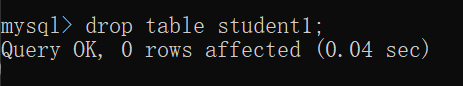 mysql> drop table student1;
Query OK, 0 rows affected (0.04 sec)